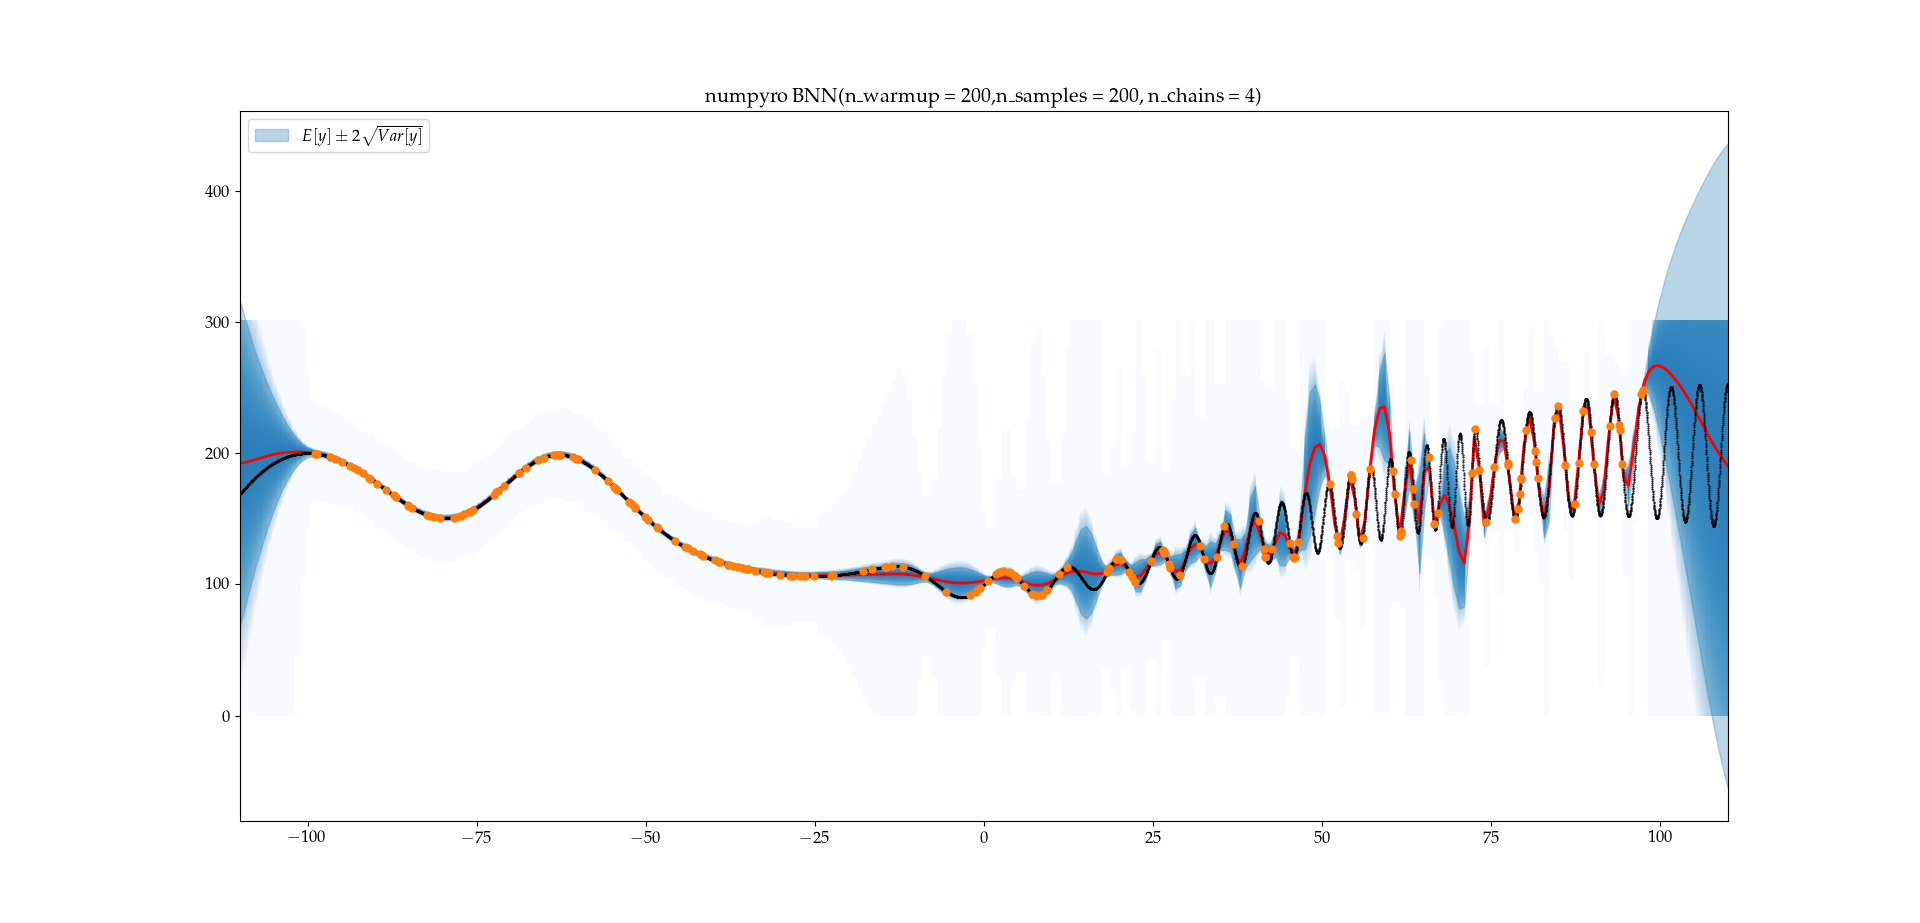 numpyro BNN(n_warmup = 200,n_samples = 200, n_chains = 4)
E[y] ± 2√Var[y]
400
300
200
100
0
−100 −75 −50 −25 0 25 50 75 100